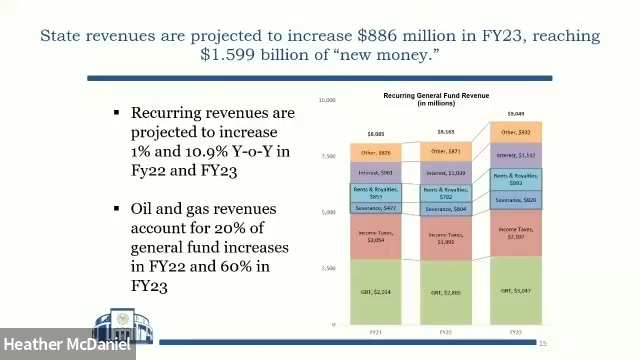 State revenues are projected to increase $886 million in FY23, reaching
$1.599 billion of “new money.”
▪ Recurring revenues are
projected to increase
1% and 10.9% Y-o-Y in
Fy22 and FY23
▪ Oil and gas revenues
account for 20% of
general fund increases
in FY22 and 60% in
FY23
Recurring General Fund Revenue
(in millions)
10,000
7,500
5,000
2,500
0
$8,085
Other, $826
Interest, $961
Rents & Royalties,
$853
Severance, $477
Income Taxes,
$2,054
GRT, $2,914
$8,163
Other, $871
Interest, $1,039
Rents & Royalties,
$792
Severance, $604
Income Taxes,
$1,991
GRT, $2,866
$9,049
Other, $932
Interest, $1,142
Rents & Royalties,
$993
Severance, $829
Income Taxes,
$2,107
GRT, $3,047
FY21
FY22
FY23
15
Heather McDaniel